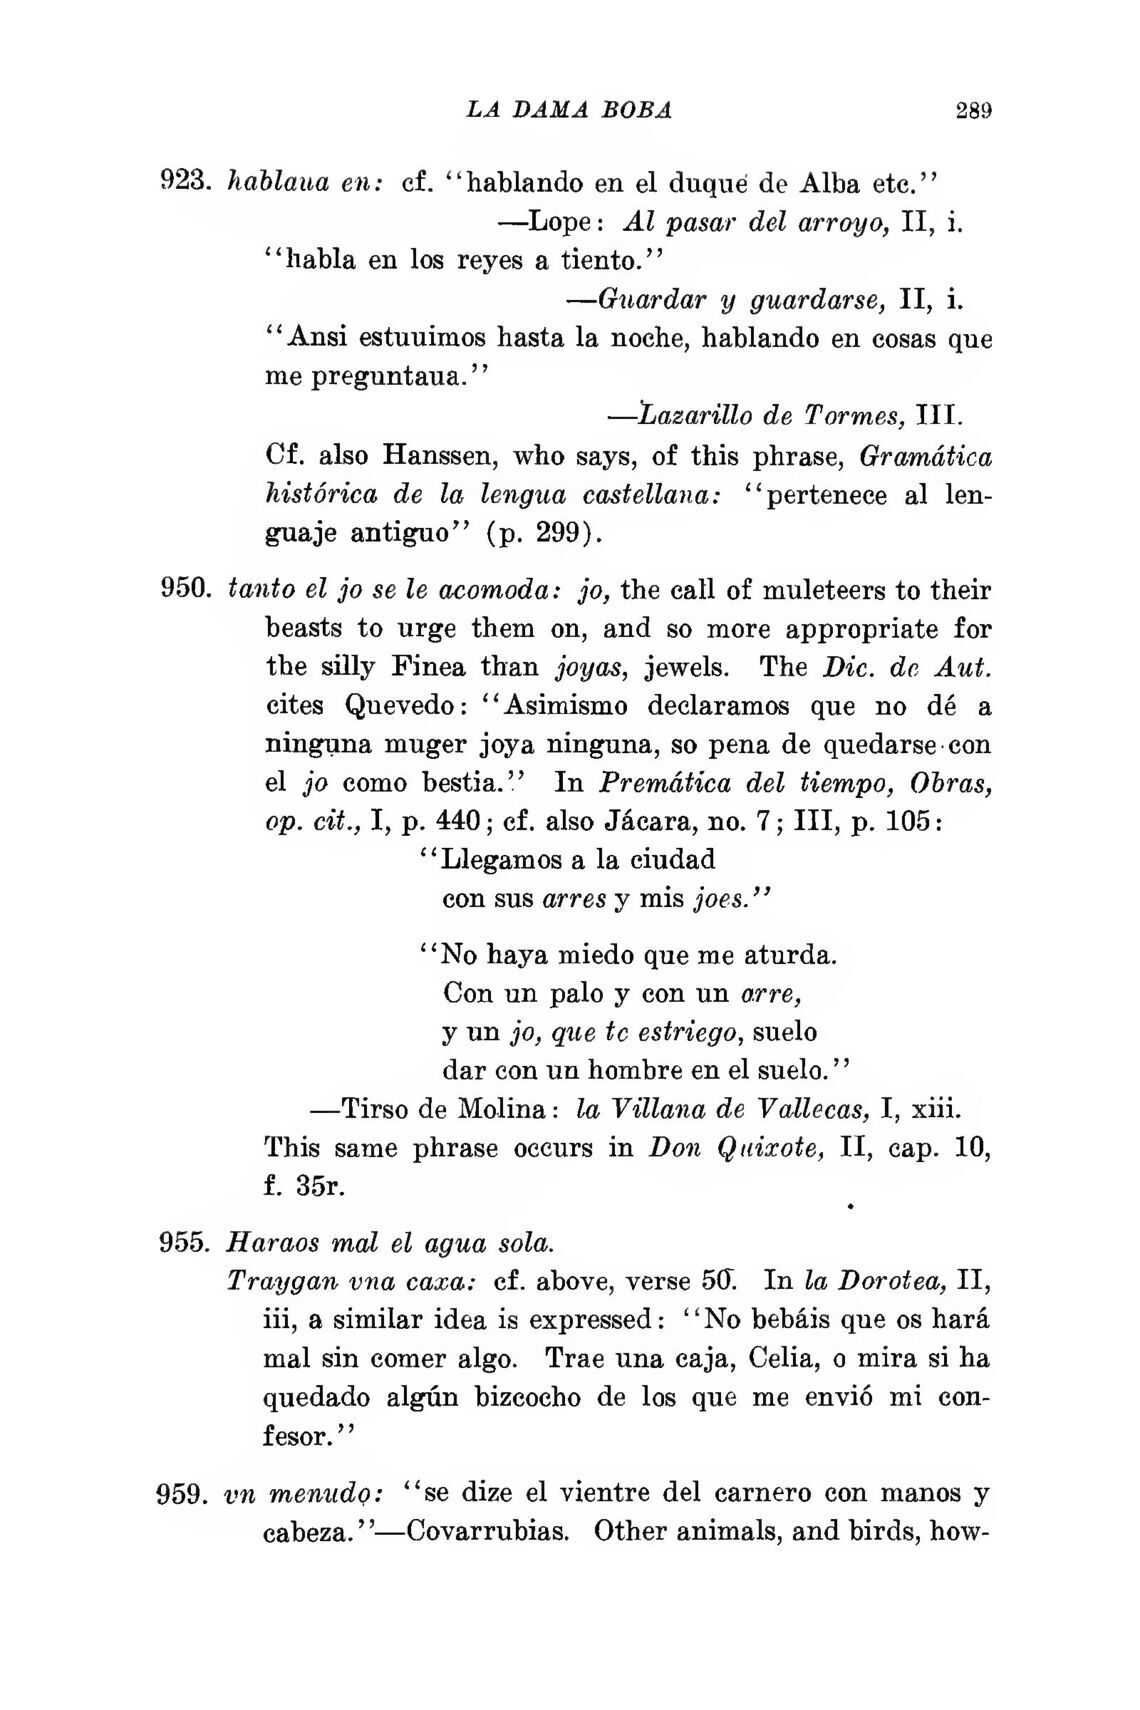 LA DAMA BOBA 289
923. hablaua en: cf. "hablando en el duque de Alba etc."
—Lope: Al pasar del arroyo, II, i.
"habla en los reyes a tiento."
—Guardar y guardarse, II, i.
"Ansi estuuimos hasta la noche, hablando en cosas que
me preguntaua."
—Lazarillo de Tormes, III.
Cf. also Hanssen, who says, of this phrase, Gramática
histórica de la lengua castellana: "pertenece al len-
guaje antiguo" (p. 299).
950. tanto el jo se le acomoda: jo, the call of muleteers to their
beasts to urge them on, and so more appropriate for
the silly Finea than joyas, jewels. The Dic. de Aut.
cites Quevedo: "Asimismo declaramos que no dé a
ninguna muger joya ninguna, so pena de quedarse con
el jo como bestia." In Premática del tiempo, Obras,
op. cit., I, p. 440; cf. also Jácara, no. 7; III, p. 105:
"Llegamos a la ciudad
con sus arres y mis joes."
"No haya miedo que me aturda.
Con un palo y con un arre,
y un jo, que te estriego, suelo
dar con un hombre en el suelo."
—Tirso de Molina: la Villana de Vallecas, I, xiii.
This same phrase occurs in Don Quixote, II, cap. 10,
f. 35r.
955. Haraos mal el agua sola.
Traygan vna caxa: cf. above, verse 50. In la Dorotea, II,
iii, a similar idea is expressed: "No bebáis que os hará
mal sin comer algo. Trae una caja, Celia, o mira si ha
quedado algún bizcocho de los que me envió mi con-
fesor."
959. vn menudo: "se dize el vientre del carnero con manos y
cabeza."—Covarrubias. Other animals, and birds, how-